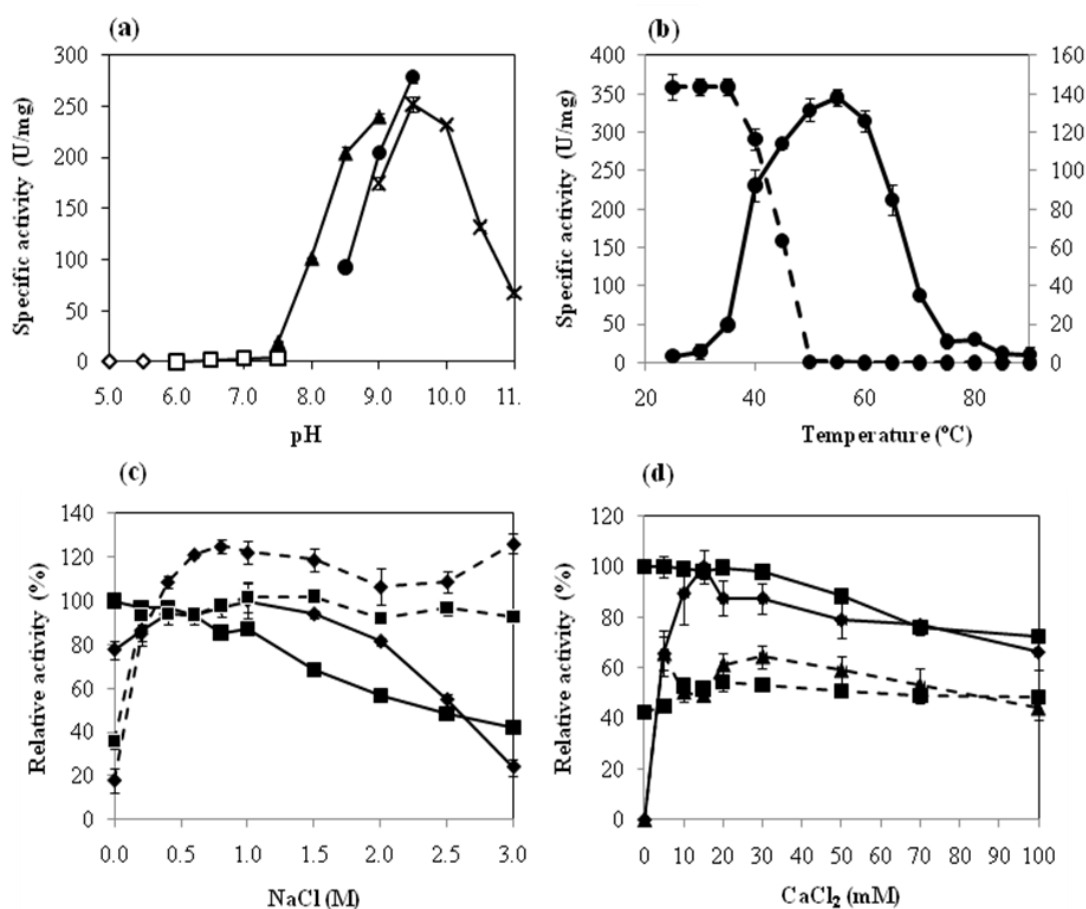 (a)
Specific activity (U/mg)
300
250
200
150
100
50
0
5.0 6.0 7.0 8.0 9.0 10.0 11.
pH
(b)
Specific activity (U/mg)
400
350
300
250
200
150
100
50
0
160
140
120
100
80
60
40
20
0
20 40 60 80
Temperature (°C)
(c)
Relative activity (%)
140
120
100
80
60
40
20
0
0.0 0.5 1.0 1.5 2.0 2.5 3.0
NaCl (M)
(d)
Relative activity (%)
120
100
80
60
40
20
0
0 10 20 30 40 50 60 70 80 90 100
CaCl₂ (mM)